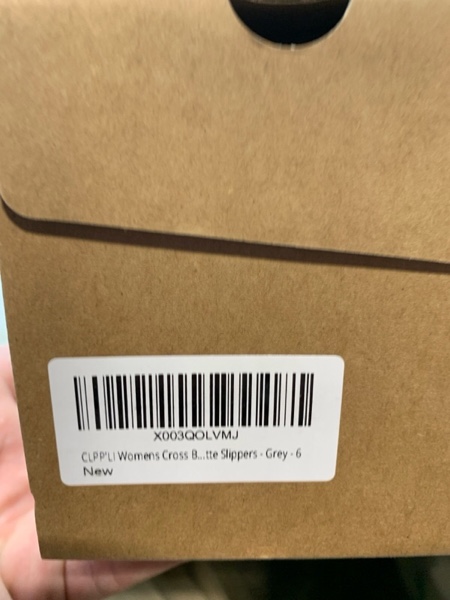 X003QOLVMJ
CLPP'LI Womens Cross B...tte Slippers - Grey - 6
New